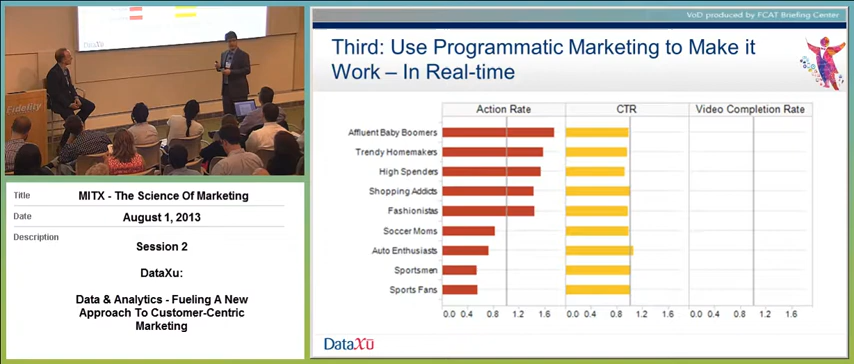 VoD produced by FCAT Briefing Center
Fidelity
DataXu
Title MITX - The Science Of Marketing
Date August 1, 2013
Description
Session 2
DataXu:
Data & Analytics - Fueling A New
Approach To Customer-Centric
Marketing
Third: Use Programmatic Marketing to Make it
Work – In Real-time
Action Rate CTR Video Completion Rate
Affluent Baby Boomers
Trendy Homemakers
High Spenders
Shopping Addicts
Fashionistas
Soccer Moms
Auto Enthusiasts
Sportsmen
Sports Fans
0.0 0.4 0.8 1.2 1.6 0.0 0.4 0.8 1.2 1.6 0.0 0.4 0.8 1.2 1.6
DataXu